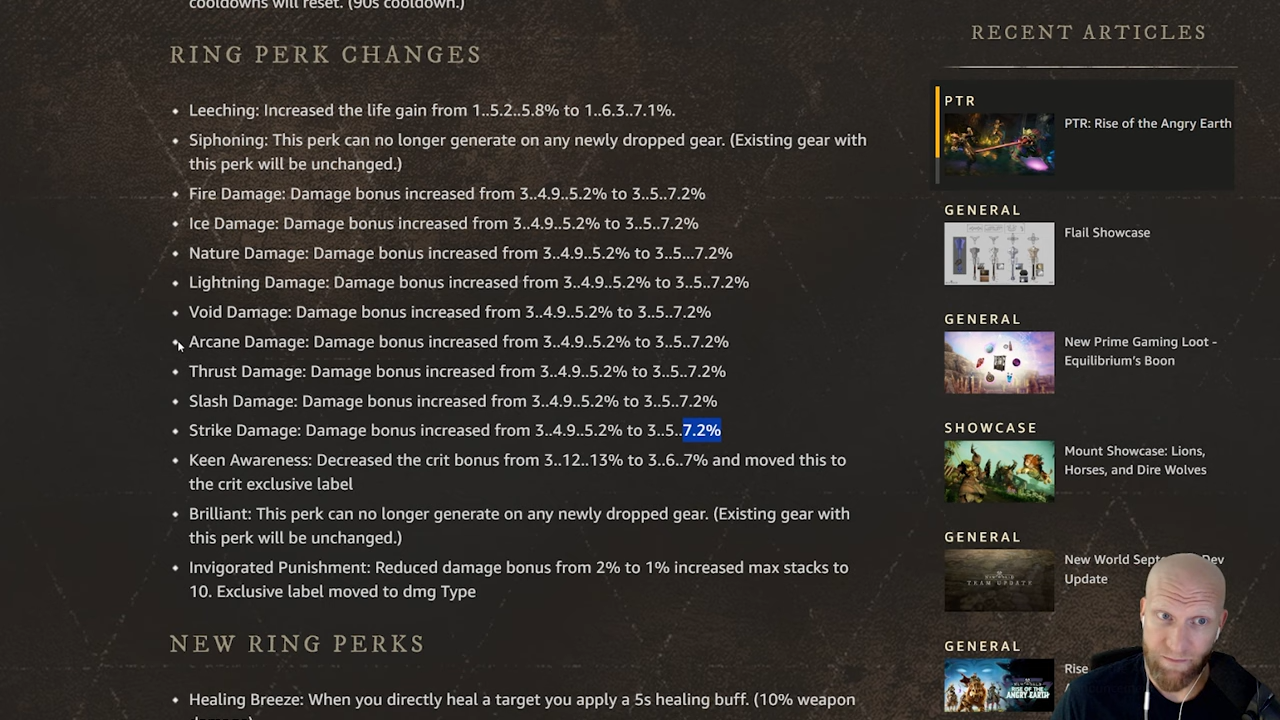 cooldowns will reset. (90s cooldown.)
RING PERK CHANGES
Leeching: Increased the life gain from 1..5.2..5.8% to 1..6.3..7.1%.
Siphoning: This perk can no longer generate on any newly dropped gear. (Existing gear with
this perk will be unchanged.)
Fire Damage: Damage bonus increased from 3..4.9..5.2% to 3..5..7.2%
Ice Damage: Damage bonus increased from 3..4.9..5.2% to 3..5..7.2%
Nature Damage: Damage bonus increased from 3..4.9..5.2% to 3..5...7.2%
Lightning Damage: Damage bonus increased from 3..4.9..5.2% to 3..5..7.2%
Void Damage: Damage bonus increased from 3..4.9..5.2% to 3..5..7.2%
Arcane Damage: Damage bonus increased from 3..4.9..5.2% to 3..5..7.2%
Thrust Damage: Damage bonus increased from 3..4.9..5.2% to 3..5..7.2%
Slash Damage: Damage bonus increased from 3..4.9..5.2% to 3..5..7.2%
Strike Damage: Damage bonus increased from 3..4.9..5.2% to 3..5..7.2%
Keen Awareness: Decreased the crit bonus from 3..12..13% to 3..6..7% and moved this to
the crit exclusive label
Brilliant: This perk can no longer generate on any newly dropped gear. (Existing gear with
this perk will be unchanged.)
Invigorated Punishment: Reduced damage bonus from 2% to 1% increased max stacks to
10. Exclusive label moved to dmg Type
NEW RING PERKS
Healing Breeze: When you directly heal a target you apply a 5s healing buff. (10% weapon
RECENT ARTICLES
PTR
PTR: Rise of the Angry Earth
GENERAL
Flail Showcase
GENERAL
New Prime Gaming Loot -
Equilibrium's Boon
SHOWCASE
Mount Showcase: Lions,
Horses, and Dire Wolves
GENERAL
New World Dev
Update
TEAM UPDATE
GENERAL
Rise
RISE OF THE
ANGRY EARTH